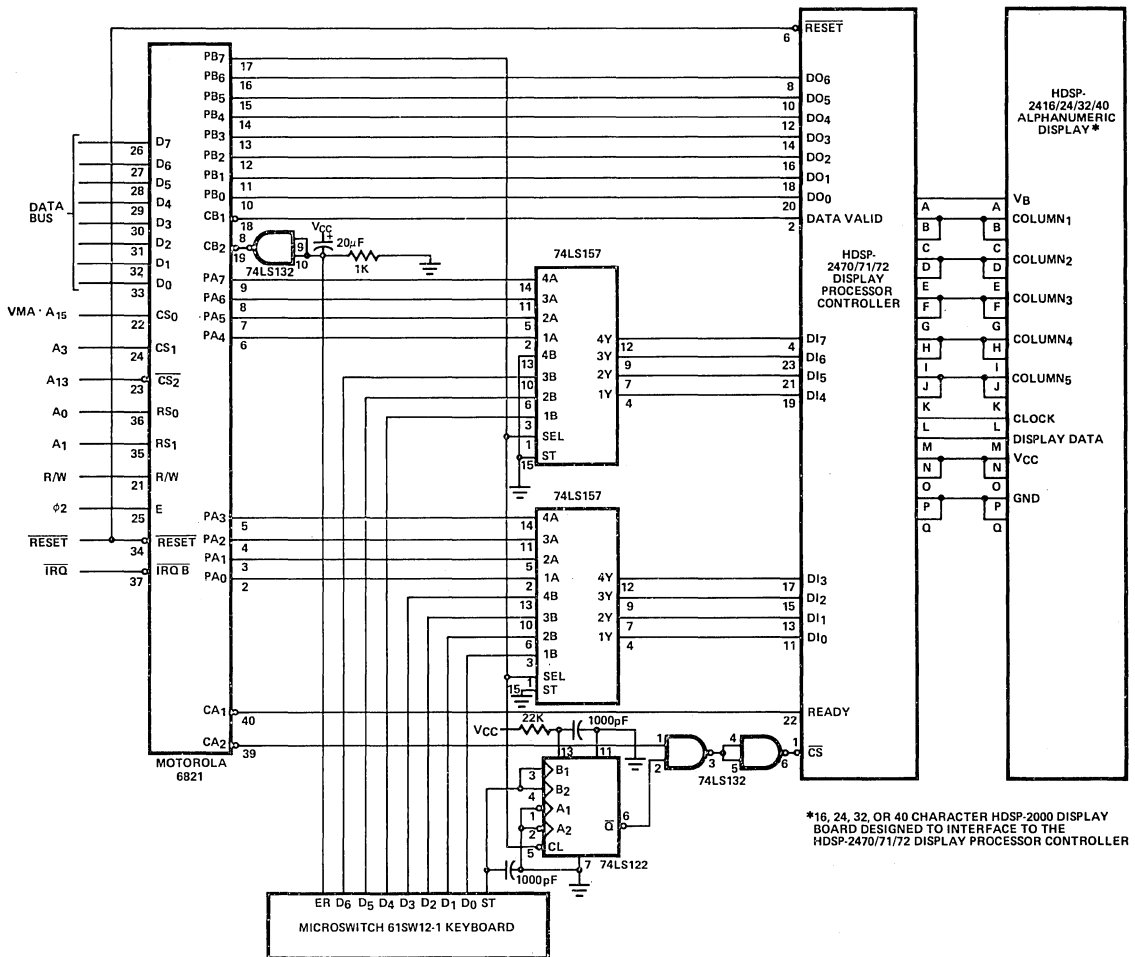 PB7
17
PB6
16
PB5
15
PB4
14
PB3
13
PB2
12
PB1
11
PB0
10
CB1
18
CB2
19
PA7
9
PA6
8
PA5
7
PA4
6
PA3
5
PA2
4
PA1
3
PA0
2
CA1
40
CA2
39
MOTOROLA
6821
DATA
BUS
D7
26
D6
27
D5
28
D4
29
D3
30
D2
31
D1
32
D0
33
VMA · A15
CS0
22
A3
CS1
24
A13
CS2
23
A0
RS0
36
A1
RS1
35
R/W
R/W
21
φ2
E
25
RESET
RESET
34
IRQ
IRQ B
37
VCC
+
20μF
1K
8
9
10
74LS132
74LS157
4A
14
3A
11
2A
5
1A
2
4B
13
3B
10
2B
6
1B
3
SEL
1
ST
15
4Y
12
3Y
9
2Y
7
1Y
4
74LS157
4A
14
3A
11
2A
5
1A
2
4B
13
3B
10
2B
6
1B
3
SEL
1
ST
15
4Y
12
3Y
9
2Y
7
1Y
4
VCC
22K
1000pF
13
11
B1
3
B2
4
A1
1
A2
2
CL
5
Q
6
7
74LS122
1000pF
1
2
3
4
5
6
74LS132
RESET
6
DO6
8
DO5
10
DO4
12
DO3
14
DO2
16
DO1
18
DO0
20
DATA VALID
2
HDSP-
2470/71/72
DISPLAY
PROCESSOR
CONTROLLER
DI7
4
DI6
23
DI5
21
DI4
19
DI3
17
DI2
15
DI1
13
DI0
11
READY
22
CS
1
HDSP-
2416/24/32/40
ALPHANUMERIC
DISPLAY*
A A VB
B B COLUMN1
C C
D D COLUMN2
E E
F F COLUMN3
G G
H H COLUMN4
I I
J J COLUMN5
K K
L L CLOCK
M M DISPLAY DATA
N N VCC
O O
P P GND
Q Q
*16, 24, 32, OR 40 CHARACTER HDSP-2000 DISPLAY
BOARD DESIGNED TO INTERFACE TO THE
HDSP-2470/71/72 DISPLAY PROCESSOR CONTROLLER
ER D6 D5 D4 D3 D2 D1 D0 ST
MICROSWITCH 61SW12-1 KEYBOARD